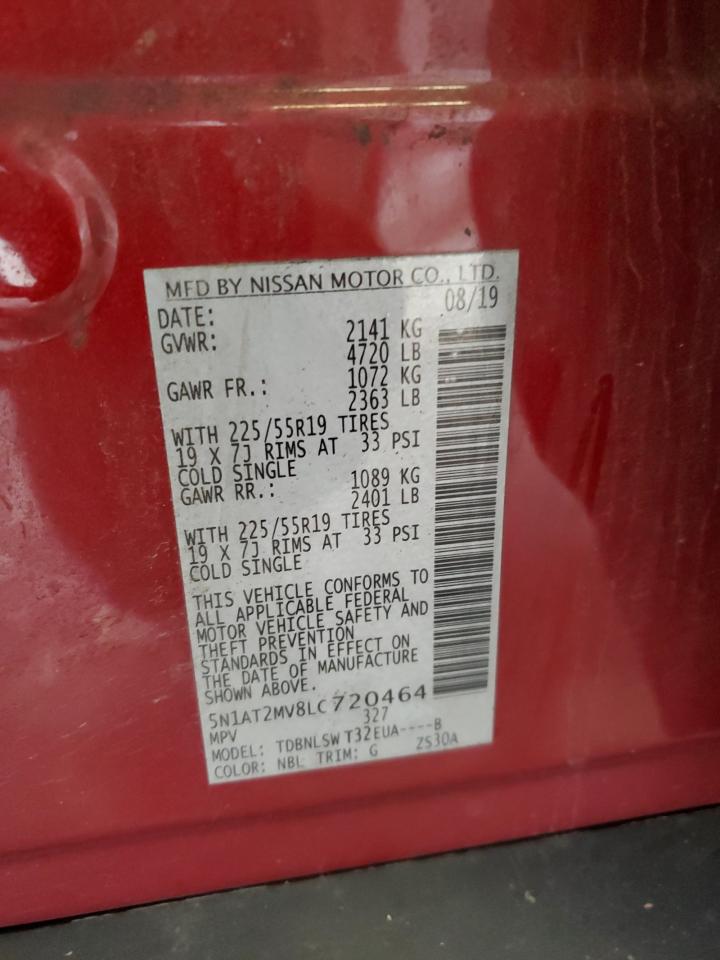 MFD BY NISSAN MOTOR CO., LTD.
DATE: 08/19
GVWR: 2141 KG
4720 LB
GAWR FR.: 1072 KG
2363 LB
WITH 225/55R19 TIRES
19 X 7J RIMS AT 33 PSI
COLD SINGLE
GAWR RR.: 1089 KG
2401 LB
WITH 225/55R19 TIRES
19 X 7J RIMS AT 33 PSI
COLD SINGLE
THIS VEHICLE CONFORMS TO
ALL APPLICABLE FEDERAL
MOTOR VEHICLE SAFETY AND
THEFT PREVENTION
STANDARDS IN EFFECT ON
THE DATE OF MANUFACTURE
SHOWN ABOVE.
5N1AT2MV8LC720464
MPV 327
MODEL: TDBNLSW T32EUA----B
COLOR: NBL TRIM: G ZS30A